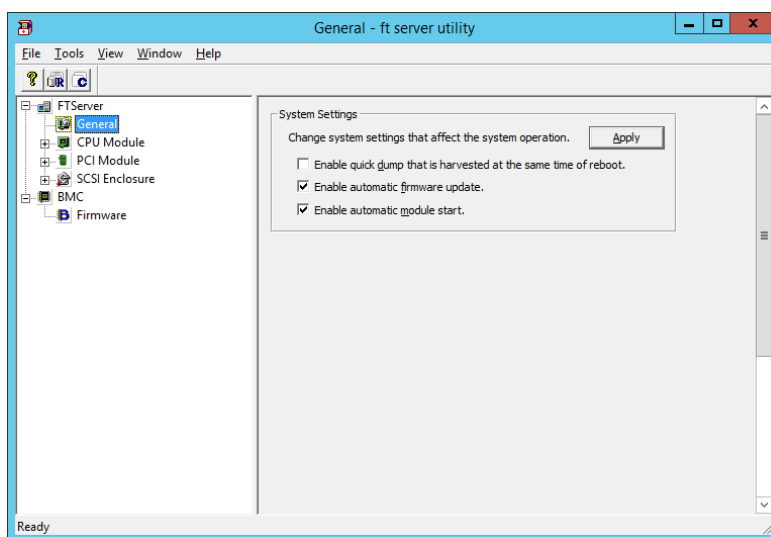 General - ft server utility
File Tools View Window Help
FTServer
General
CPU Module
PCI Module
SCSI Enclosure
BMC
Firmware
System Settings
Change system settings that affect the system operation. Apply
Enable quick dump that is harvested at the same time of reboot.
Enable automatic firmware update.
Enable automatic module start.
Ready